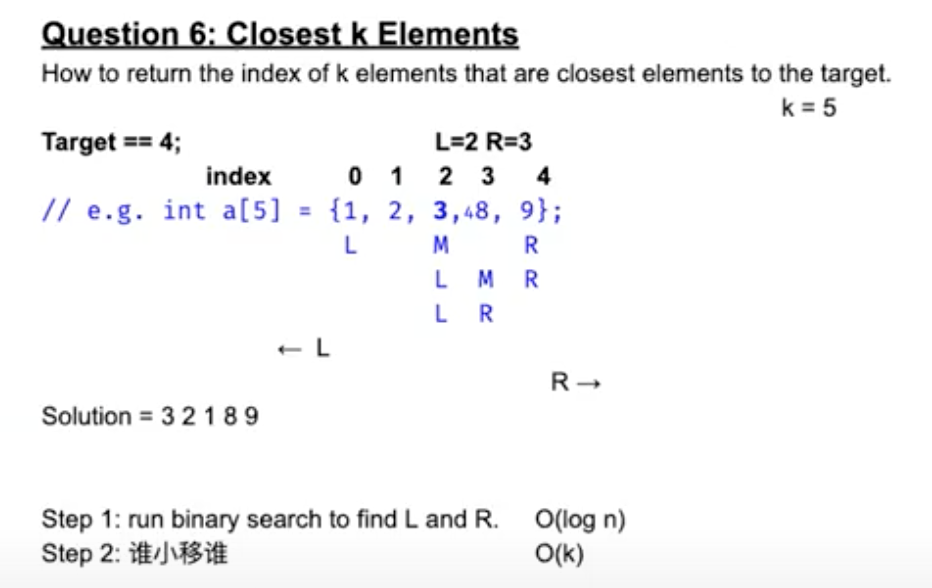 Question 6: Closest k Elements
How to return the index of k elements that are closest elements to the target.
k = 5
Target == 4; L=2 R=3
index 0 1 2 3 4
// e.g. int a[5] = {1, 2, 3,48, 9};
L M R
L M R
L R
← L
R→
Solution = 3 2 1 8 9
Step 1: run binary search to find L and R. O(log n)
Step 2: 谁小移谁 O(k)